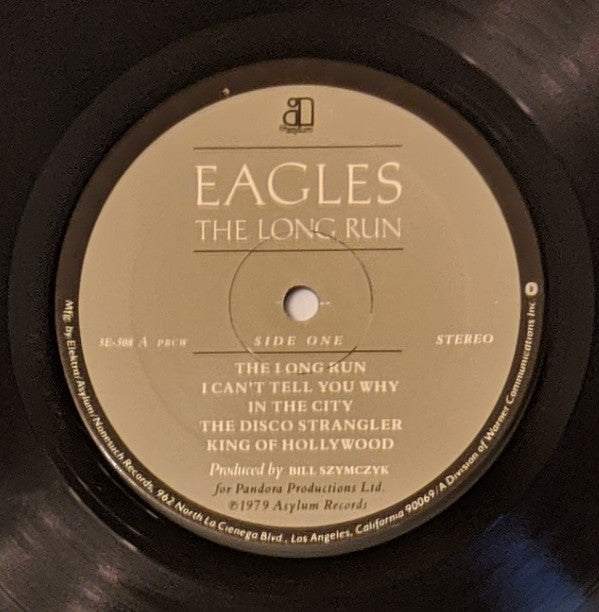 asylum
EAGLES
THE LONG RUN
5E-508 A PRCW
SIDE ONE
STEREO
THE LONG RUN
I CAN'T TELL YOU WHY
IN THE CITY
THE DISCO STRANGLER
KING OF HOLLYWOOD
Produced by BILL SZYMCZYK
for Pandora Productions Ltd.
℗1979 Asylum Records
Mfg. by Elektra/Asylum/Nonesuch Records, 962 North La Cienega Blvd., Los Angeles, California 90069/A Division of Warner Communications Inc